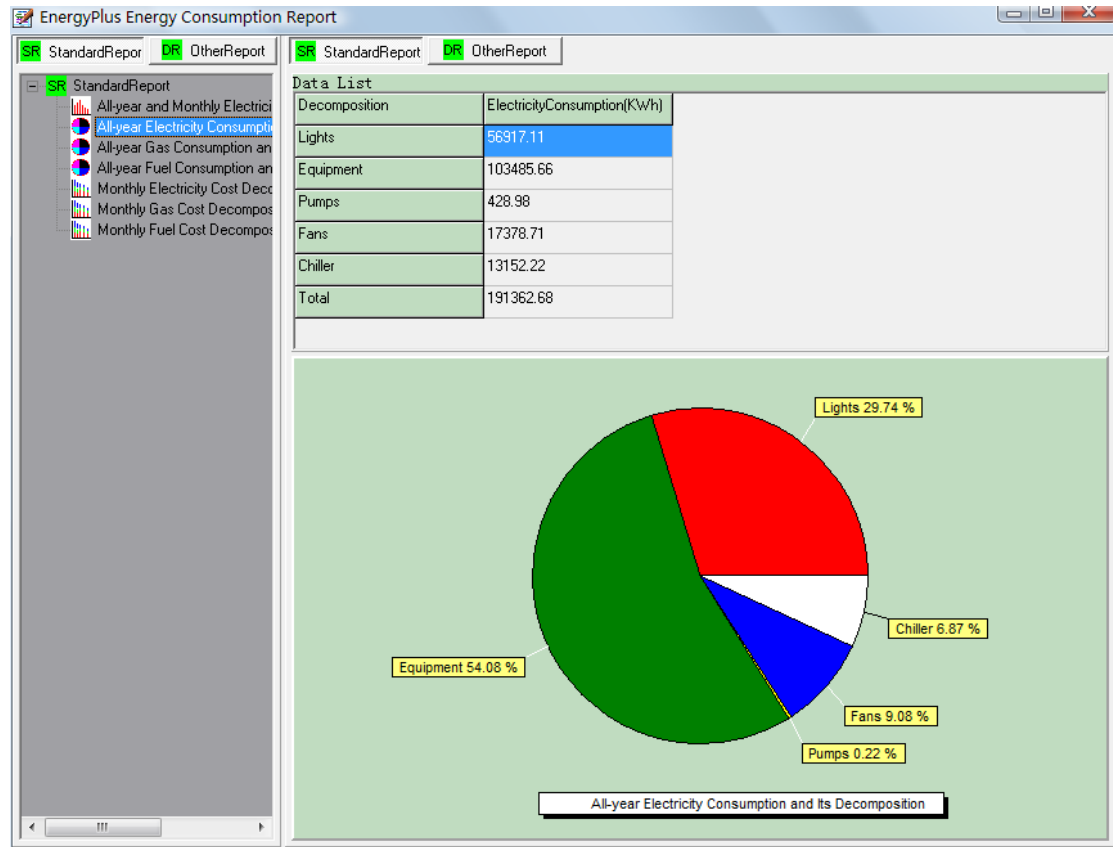 EnergyPlus Energy Consumption Report
SR StandardRepor DR OtherReport
SR StandardReport
All-year and Monthly Electrici
All-year Electricity Consumpti
All-year Gas Consumption an
All-year Fuel Consumption an
Monthly Electricity Cost Deco
Monthly Gas Cost Decompos
Monthly Fuel Cost Decompos
SR StandardReport DR OtherReport
Data List
Decomposition ElectricityConsumption(KWh)
Lights 56917.11
Equipment 103485.66
Pumps 428.98
Fans 17378.71
Chiller 13152.22
Total 191362.68
Lights 29.74 %
Chiller 6.87 %
Equipment 54.08 %
Fans 9.08 %
Pumps 0.22 %
All-year Electricity Consumption and Its Decomposition